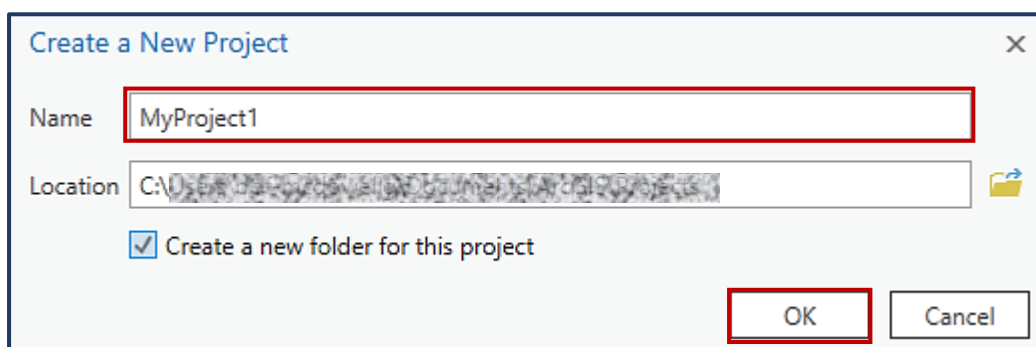 Create a New Project
Name MyProject1
Location C:\
Create a new folder for this project
OK Cancel